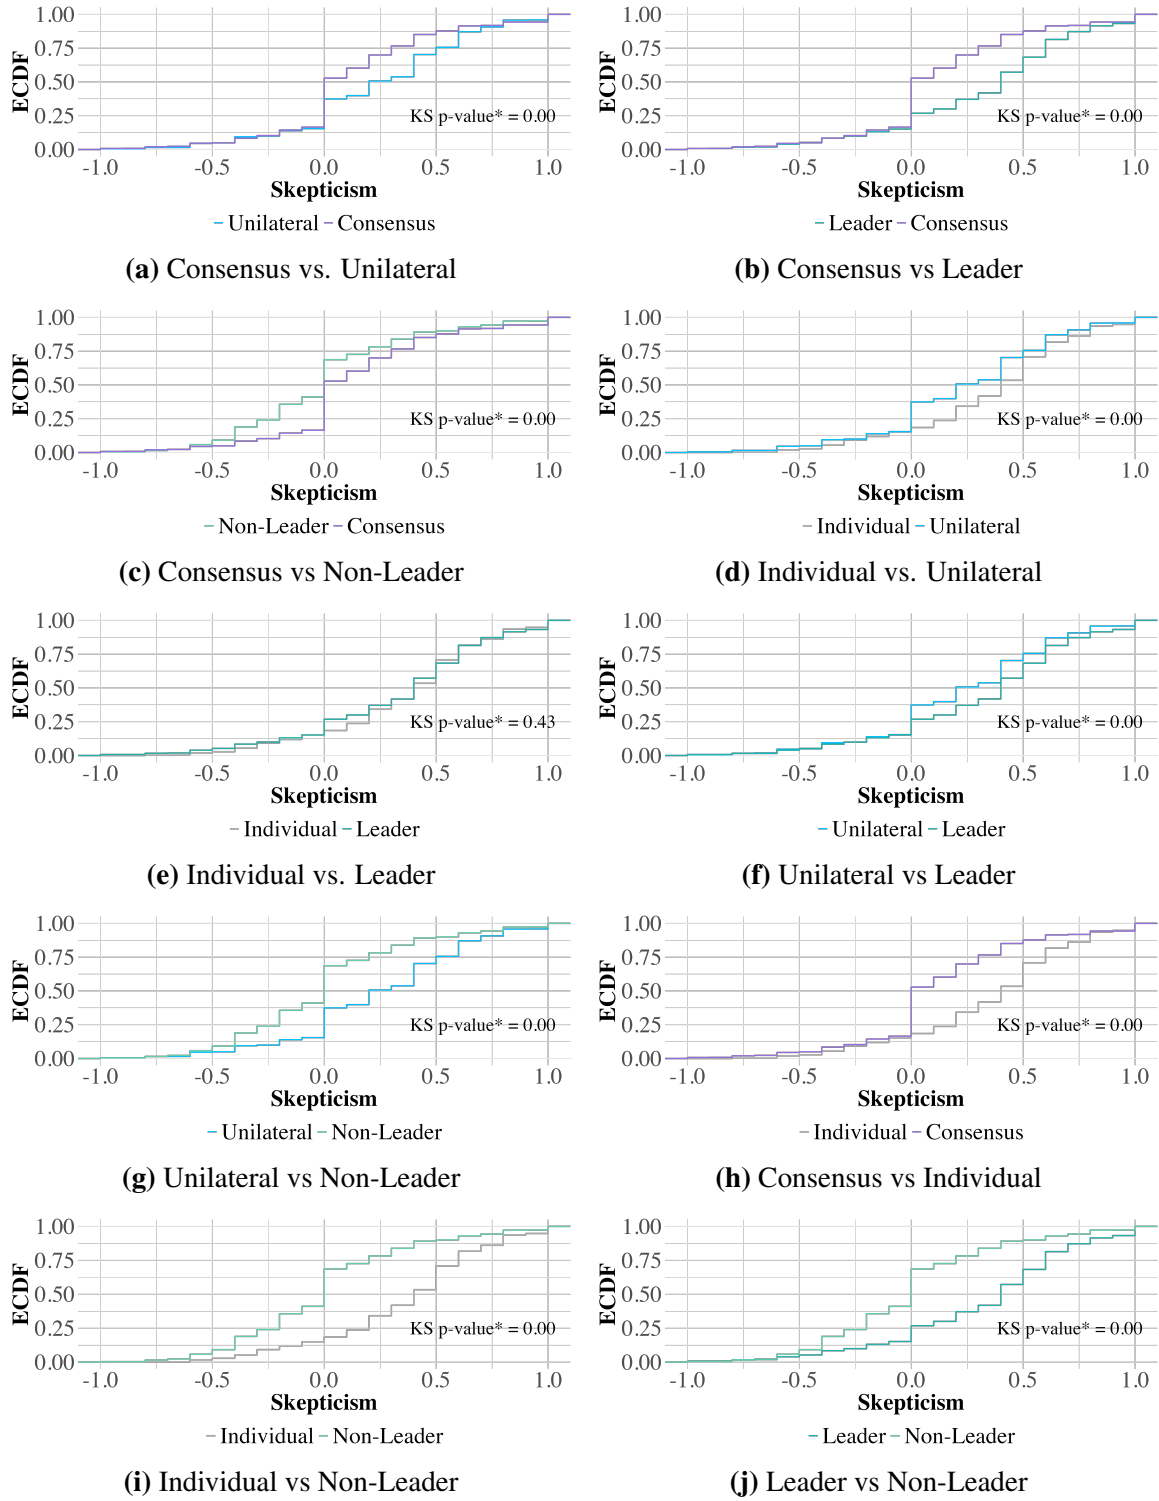 1.00
0.75
0.50
0.25
0.00
ECDF
KS p-value* = 0.00
-1.0 -0.5 0.0 0.5 1.0
Skepticism
Unilateral Consensus
(a) Consensus vs. Unilateral
1.00
0.75
0.50
0.25
0.00
ECDF
KS p-value* = 0.00
-1.0 -0.5 0.0 0.5 1.0
Skepticism
Leader Consensus
(b) Consensus vs Leader
1.00
0.75
0.50
0.25
0.00
ECDF
KS p-value* = 0.00
-1.0 -0.5 0.0 0.5 1.0
Skepticism
Non-Leader Consensus
(c) Consensus vs Non-Leader
1.00
0.75
0.50
0.25
0.00
ECDF
KS p-value* = 0.00
-1.0 -0.5 0.0 0.5 1.0
Skepticism
Individual Unilateral
(d) Individual vs. Unilateral
1.00
0.75
0.50
0.25
0.00
ECDF
KS p-value* = 0.43
-1.0 -0.5 0.0 0.5 1.0
Skepticism
Individual Leader
(e) Individual vs. Leader
1.00
0.75
0.50
0.25
0.00
ECDF
KS p-value* = 0.00
-1.0 -0.5 0.0 0.5 1.0
Skepticism
Unilateral Leader
(f) Unilateral vs Leader
1.00
0.75
0.50
0.25
0.00
ECDF
KS p-value* = 0.00
-1.0 -0.5 0.0 0.5 1.0
Skepticism
Unilateral Non-Leader
(g) Unilateral vs Non-Leader
1.00
0.75
0.50
0.25
0.00
ECDF
KS p-value* = 0.00
-1.0 -0.5 0.0 0.5 1.0
Skepticism
Individual Consensus
(h) Consensus vs Individual
1.00
0.75
0.50
0.25
0.00
ECDF
KS p-value* = 0.00
-1.0 -0.5 0.0 0.5 1.0
Skepticism
Individual Non-Leader
(i) Individual vs Non-Leader
1.00
0.75
0.50
0.25
0.00
ECDF
KS p-value* = 0.00
-1.0 -0.5 0.0 0.5 1.0
Skepticism
Leader Non-Leader
(j) Leader vs Non-Leader